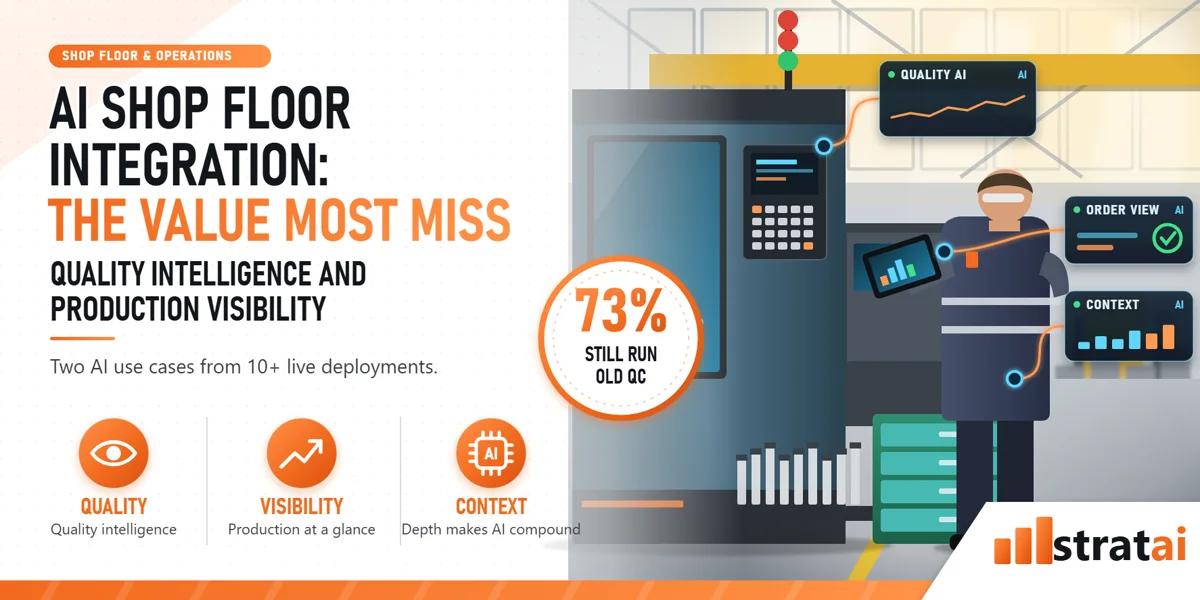 SHOP FLOOR & OPERATIONS
AI SHOP FLOOR
INTEGRATION:
THE VALUE MOST MISS
QUALITY INTELLIGENCE AND
PRODUCTION VISIBILITY
Two AI use cases from 10+ live deployments.
QUALITY
Quality intelligence
VISIBILITY
Production at a glance
AI
CONTEXT
Depth makes AI compound
73%
STILL RUN
OLD QC
QUALITY AI
AI
ORDER VIEW
AI
CONTEXT
AI
stratai